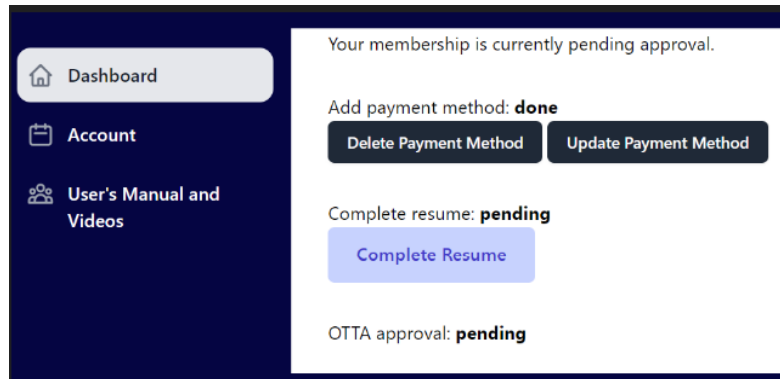 Dashboard
Account
User's Manual and
Videos
Your membership is currently pending approval.
Add payment method: done
Delete Payment Method
Update Payment Method
Complete resume: pending
Complete Resume
OTTA approval: pending